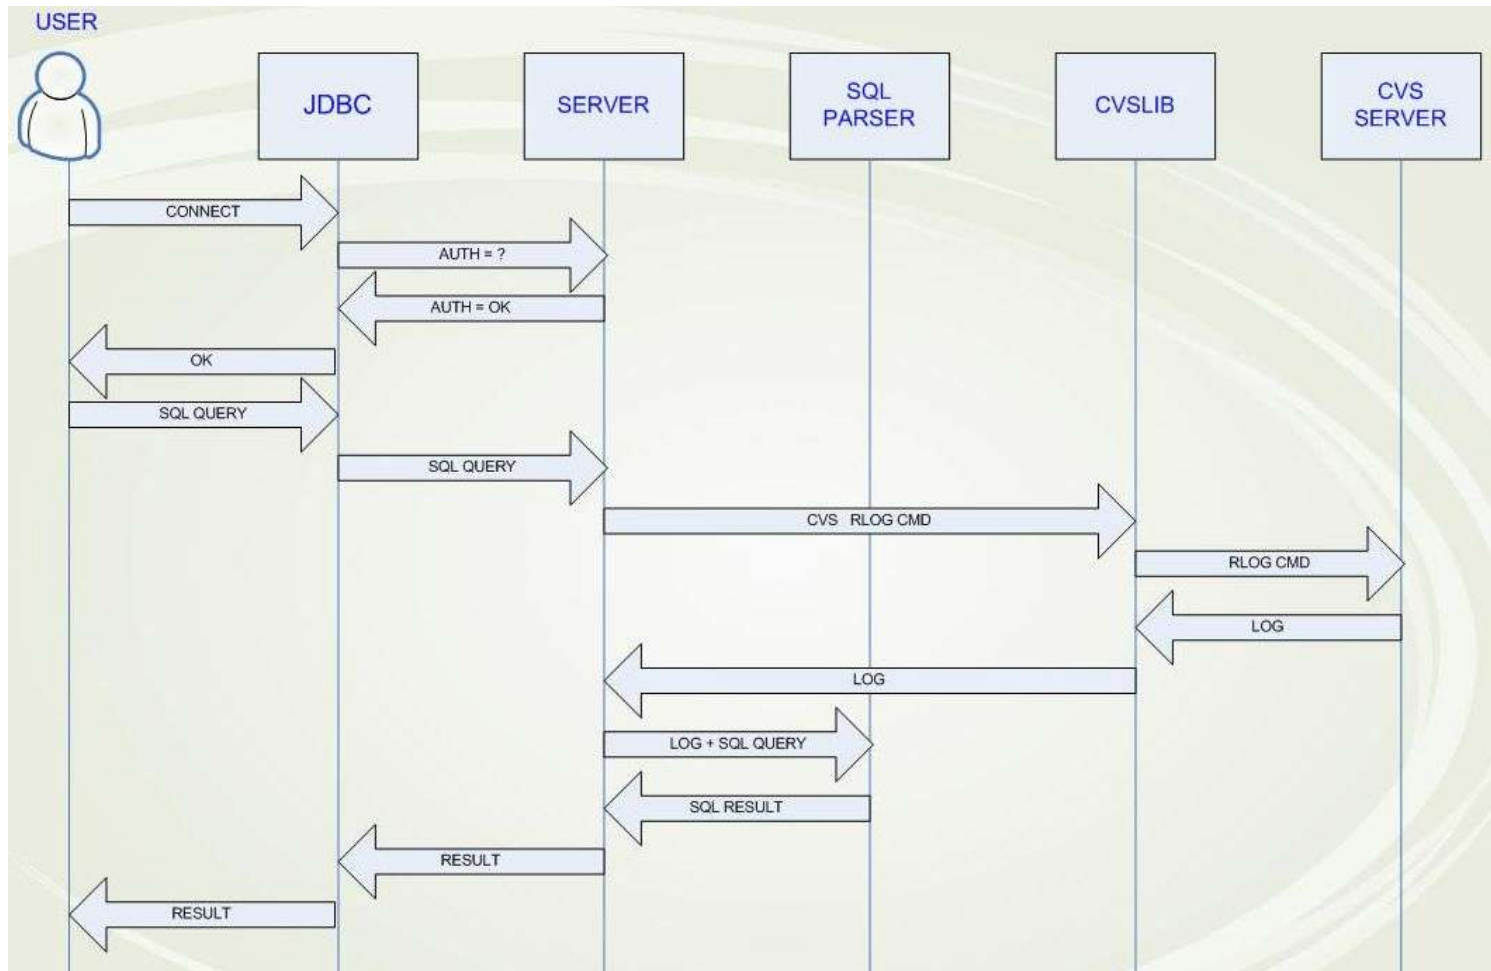 USER
JDBC
SERVER
SQL
PARSER
CVSLIB
CVS
SERVER
CONNECT
AUTH = ?
AUTH = OK
OK
SQL QUERY
SQL QUERY
CVS RLOG CMD
RLOG CMD
LOG
LOG
LOG + SQL QUERY
SQL RESULT
RESULT
RESULT